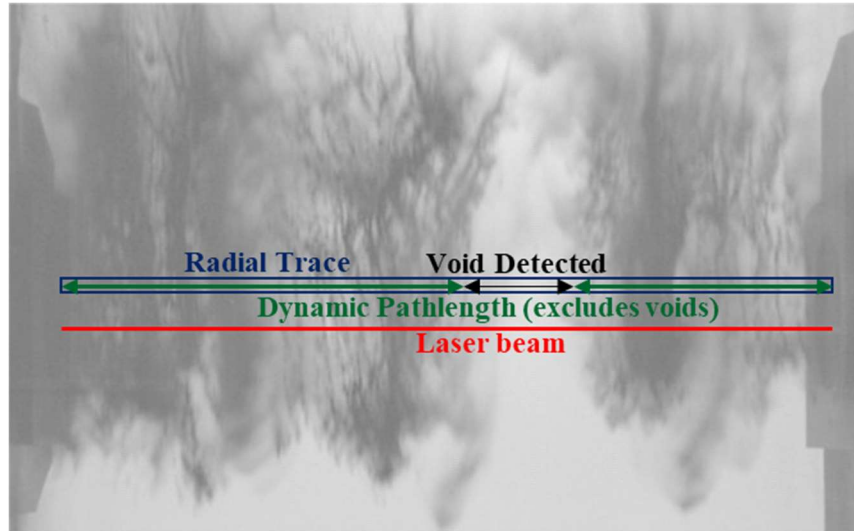 Radial Trace
Void Detected
Dynamic Pathlength (excludes voids)
Laser beam